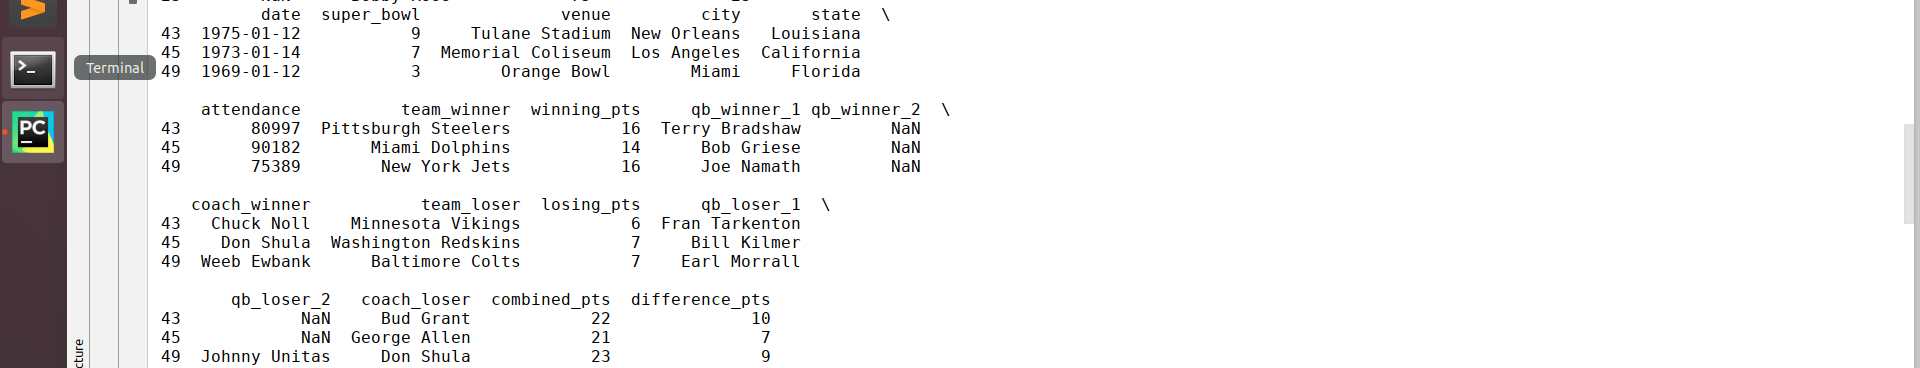 date super_bowl venue city state \
43 1975-01-12 9 Tulane Stadium New Orleans Louisiana
45 1973-01-14 7 Memorial Coliseum Los Angeles California
49 1969-01-12 3 Orange Bowl Miami Florida
Terminal
attendance team_winner winning_pts qb_winner_1 qb_winner_2 \
43 80997 Pittsburgh Steelers 16 Terry Bradshaw NaN
45 90182 Miami Dolphins 14 Bob Griese NaN
49 75389 New York Jets 16 Joe Namath NaN
PC
coach_winner team_loser losing_pts qb_loser_1 \
43 Chuck Noll Minnesota Vikings 6 Fran Tarkenton
45 Don Shula Washington Redskins 7 Bill Kilmer
49 Weeb Ewbank Baltimore Colts 7 Earl Morrall
qb_loser_2 coach_loser combined_pts difference_pts
43 NaN Bud Grant 22 10
45 NaN George Allen 21 7
49 Johnny Unitas Don Shula 23 9
cture